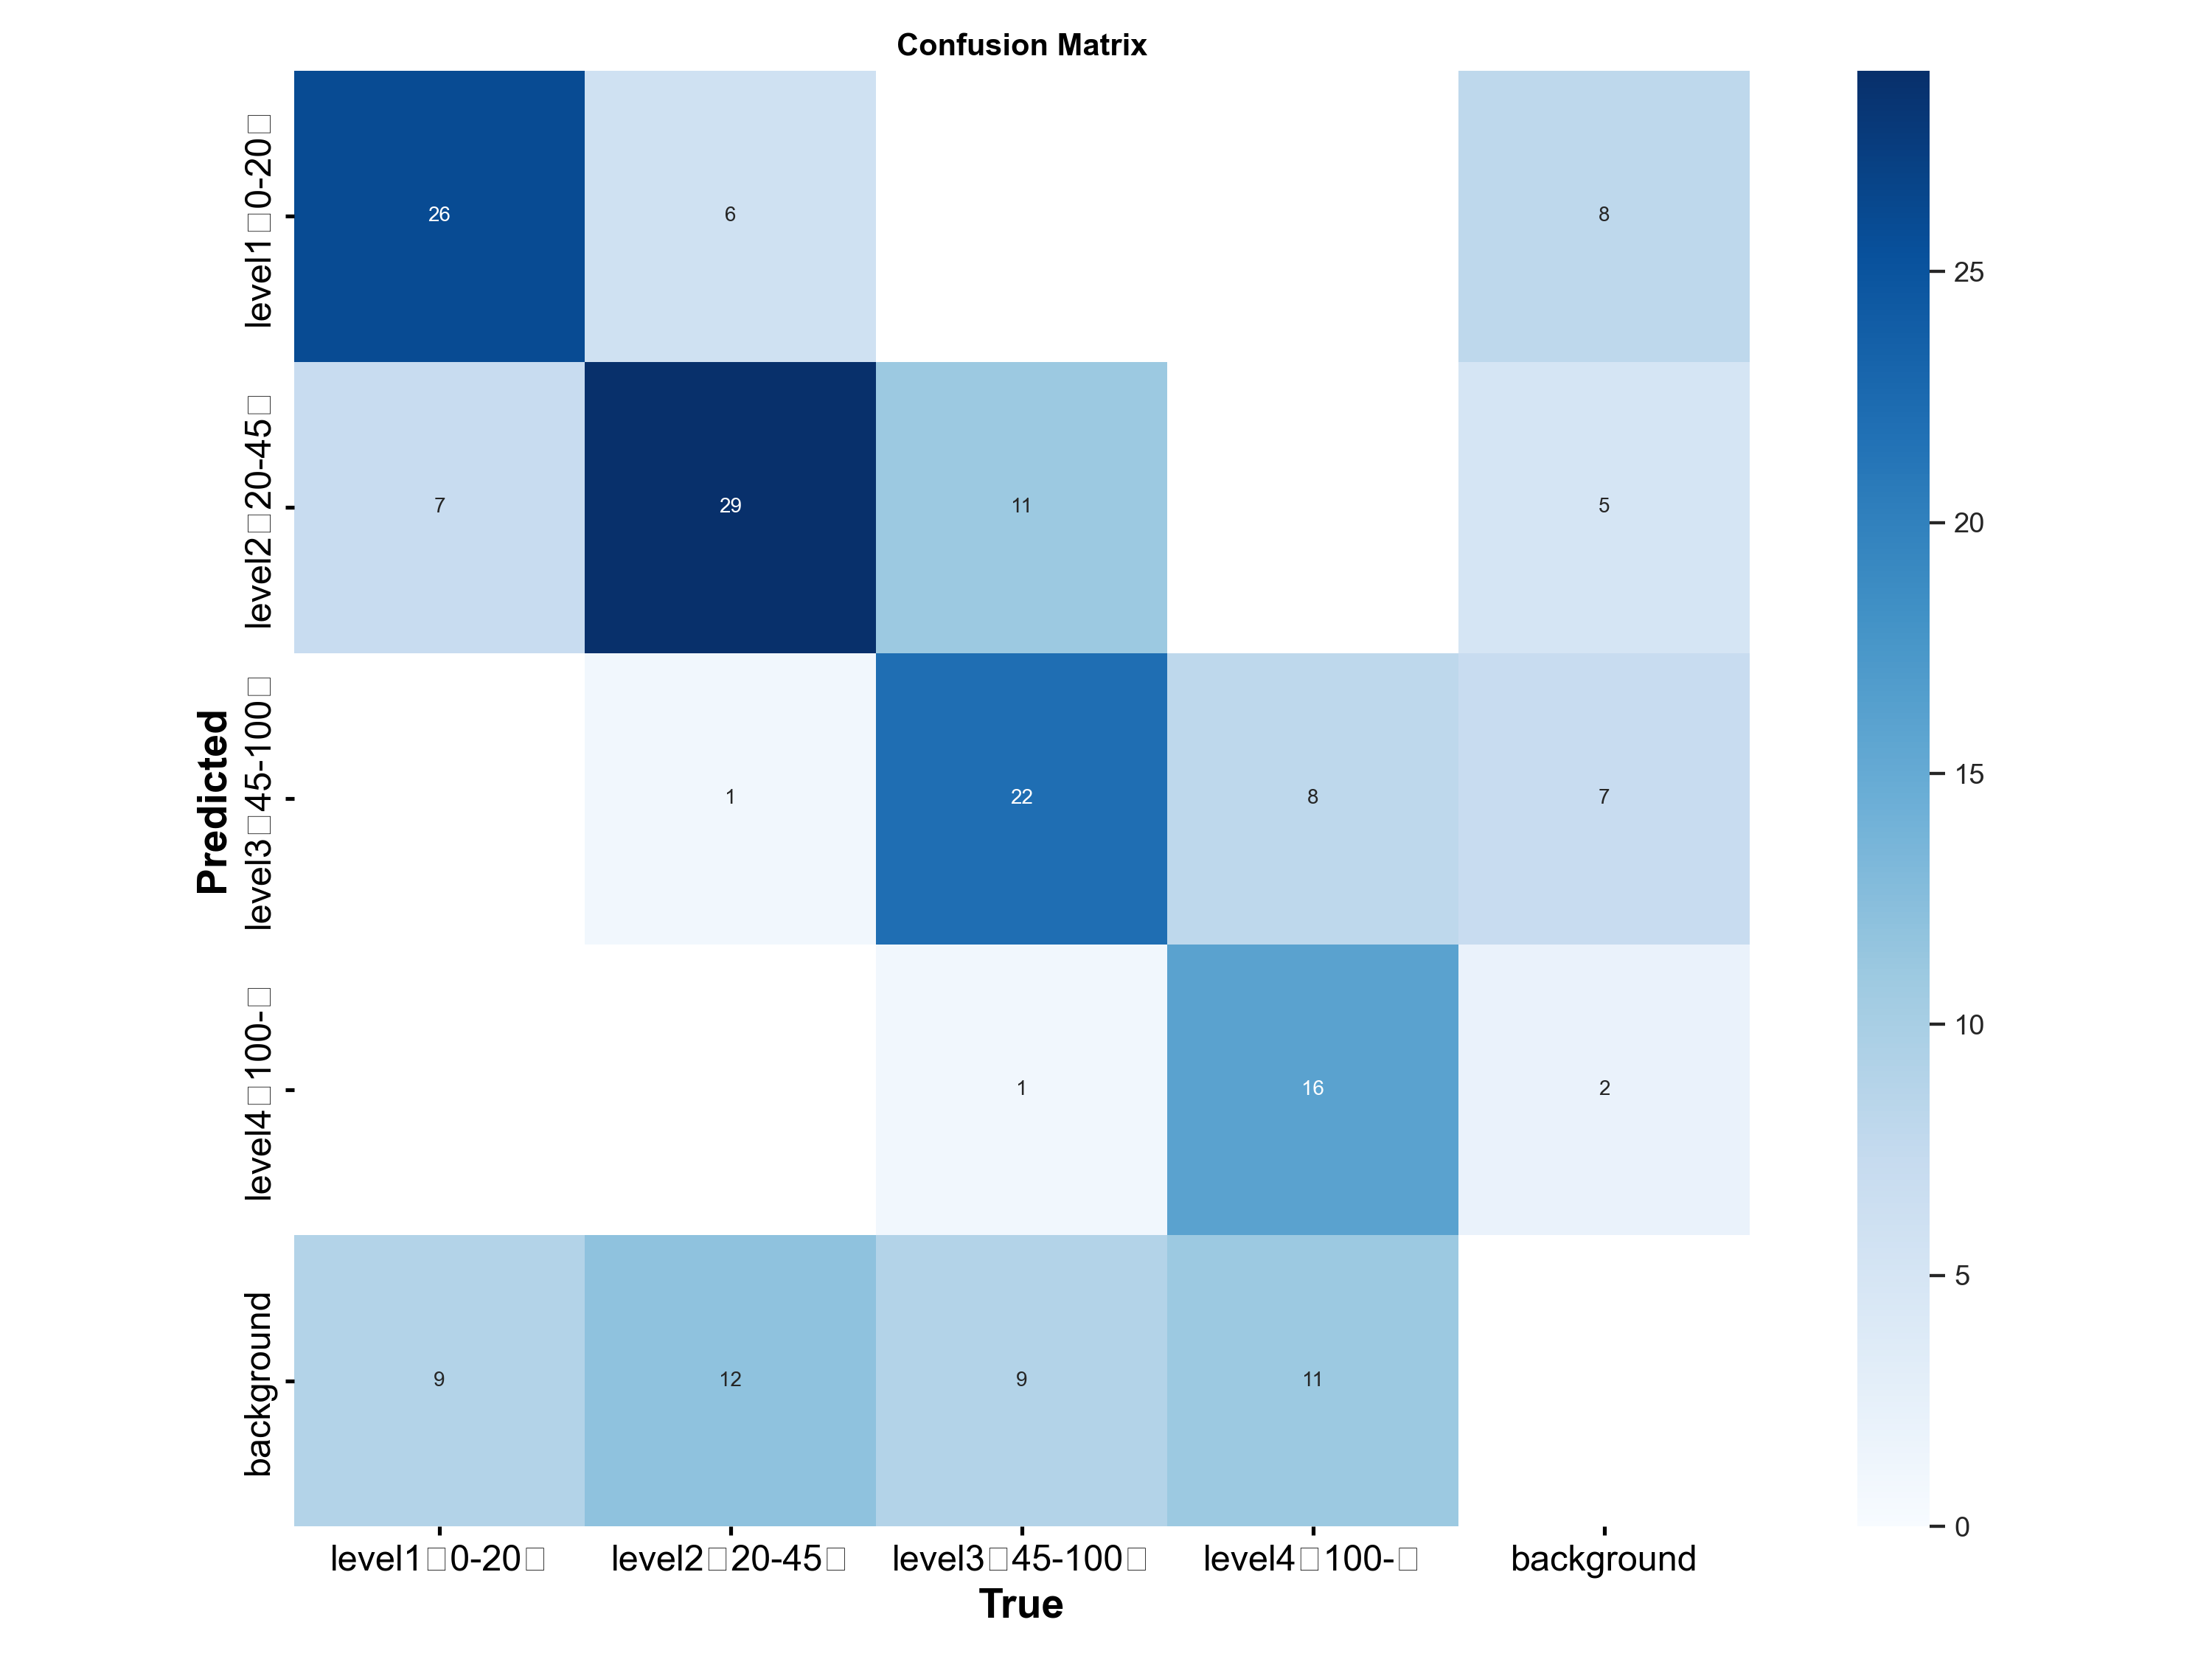 Confusion Matrix
Predicted
level1□0-20□
level2□20-45□
level3□45-100□
level4□100-□
background
26 6 8
7 29 11 5
1 22 8 7
1 16 2
9 12 9 11
level1□0-20□ level2□20-45□ level3□45-100□ level4□100-□ background
True
25
20
15
10
5
0